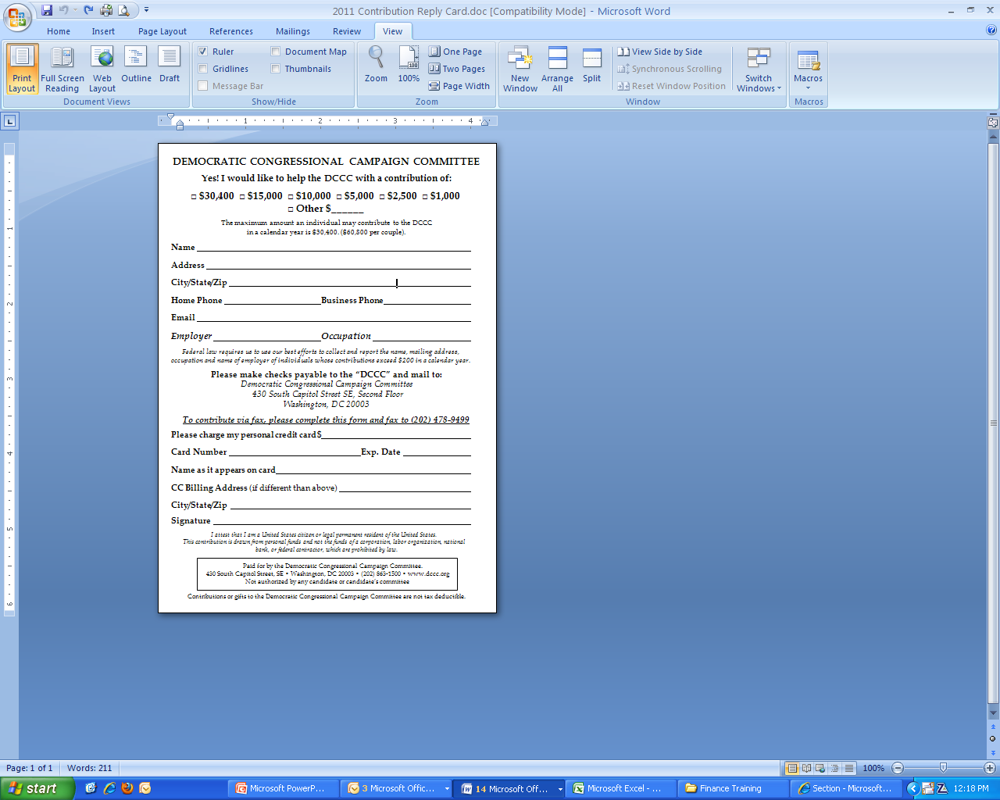 2011 Contribution Reply Card.doc [Compatibility Mode] - Microsoft Word
Home Insert Page Layout References Mailings Review View
Print Layout
Full Screen Reading
Web Layout
Outline
Draft
Document Views
Ruler
Gridlines
Message Bar
Document Map
Thumbnails
Show/Hide
Zoom
100%
One Page
Two Pages
Page Width
Zoom
New Window
Arrange All
Split
View Side by Side
Synchronous Scrolling
Reset Window Position
Switch Windows
Window
Macros
Macros
1 2 3 4
1
2
3
4
5
6
DEMOCRATIC CONGRESSIONAL CAMPAIGN COMMITTEE
Yes! I would like to help the DCCC with a contribution of:
□ $30,400 □ $15,000 □ $10,000 □ $5,000 □ $2,500 □ $1,000
□ Other $______
The maximum amount an individual may contribute to the DCCC
in a calendar year is $30,400. ($60,800 per couple).
Name
Address
City/State/Zip
Home Phone Business Phone
Email
Employer Occupation
Federal law requires us to use our best efforts to collect and report the name, mailing address,
occupation and name of employer of individuals whose contributions exceed $200 in a calendar year.
Please make checks payable to the “DCCC” and mail to:
Democratic Congressional Campaign Committee
430 South Capitol Street SE, Second Floor
Washington, DC 20003
To contribute via fax, please complete this form and fax to (202) 478-9499
Please charge my personal credit card $
Card Number Exp. Date
Name as it appears on card
CC Billing Address (if different than above)
City/State/Zip
Signature
I attest that I am a United States citizen or legal permanent resident of the United States.
This contribution is drawn from personal funds and not the funds of a corporation, labor organization, national
bank, or federal contractor, which are prohibited by law.
Paid for by the Democratic Congressional Campaign Committee.
430 South Capitol Street, SE • Washington, DC 20003 • (202) 863-1500 • www.dccc.org
Not authorized by any candidate or candidate's committee
Contributions or gifts to the Democratic Congressional Campaign Committee are not tax deductible.
Page: 1 of 1 Words: 211 100%
start Microsoft PowerP... 3 Microsoft Offic... 14 Microsoft Off... Microsoft Excel - ... Finance Training Section - Microsoft... 12:18 PM